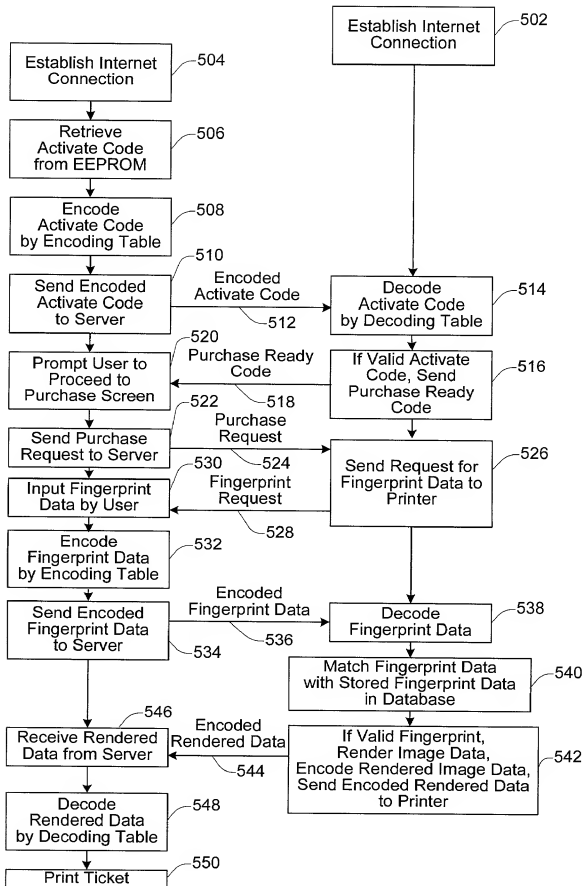 Establish Internet
Connection
502
Establish Internet
Connection
504
Retrieve
Activate Code
from EEPROM
506
Encode
Activate Code
by Encoding Table
508
510
Send Encoded
Activate Code
to Server
Encoded
Activate Code
512
Decode
Activate Code
by Decoding Table
514
520
Prompt User to
Proceed to
Purchase Screen
Purchase Ready
Code
518
If Valid Activate
Code, Send
Purchase Ready
Code
516
522
Send Purchase
Request to Server
Purchase
Request
524
Send Request for
Fingerprint Data to
Printer
526
530
Input Fingerprint
Data by User
Fingerprint
Request
528
Encode
Fingerprint Data
by Encoding Table
532
Send Encoded
Fingerprint Data
to Server
534
Encoded
Fingerprint Data
536
Decode
Fingerprint Data
538
Match Fingerprint Data
with Stored Fingerprint Data
in Database
540
546
Receive Rendered
Data from Server
Encoded
Rendered Data
544
If Valid Fingerprint,
Render Image Data,
Encode Rendered Image Data,
Send Encoded Rendered Data
to Printer
542
Decode
Rendered Data
by Decoding Table
548
550
Print Ticket